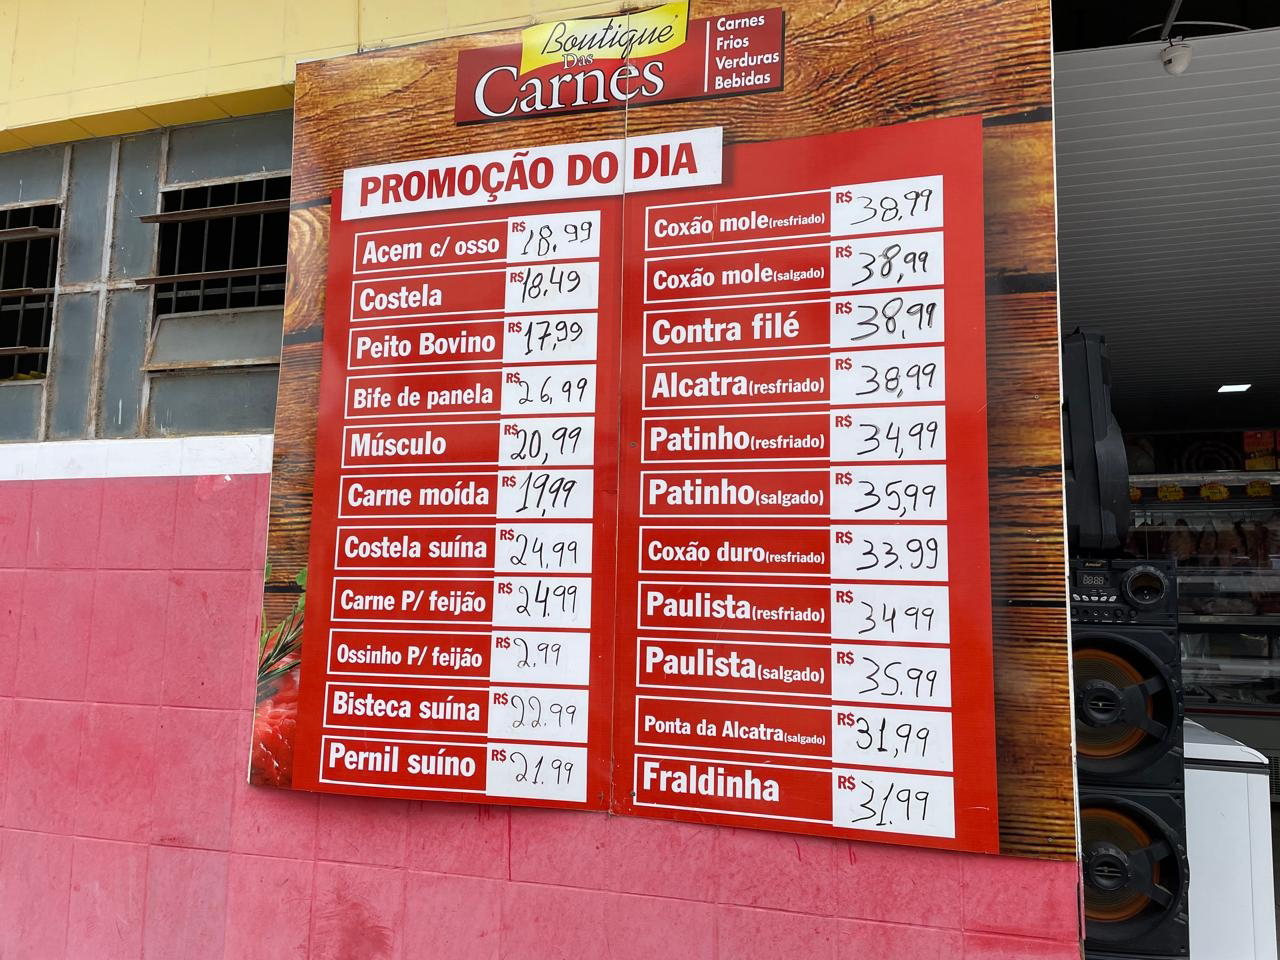 Boutique
Das
Carnes
Carnes
Frios
Verduras
Bebidas
PROMOÇÃO DO DIA
Acem c/ osso R$ 18.99
Costela R$ 18.49
Peito Bovino R$ 17,99
Bife de panela R$ 26,99
Músculo R$ 20,99
Carne moída R$ 19,99
Costela suína R$ 24.99
Carne P/ feijão R$ 24.99
Ossinho P/ feijão R$ 2.99
Bisteca suína R$ 22.99
Pernil suíno R$ 21.99
Coxão mole(resfriado) R$ 38,99
Coxão mole(salgado) R$ 38,99
Contra filé R$ 38,99
Alcatra(resfriado) R$ 38,99
Patinho(resfriado) R$ 34,99
Patinho(salgado) R$ 35,99
Coxão duro(resfriado) R$ 33.99
Paulista(resfriado) R$ 34 99
Paulista(salgado) R$ 35.99
Ponta da Alcatra(salgado) R$ 31,99
Fraldinha R$ 31.99